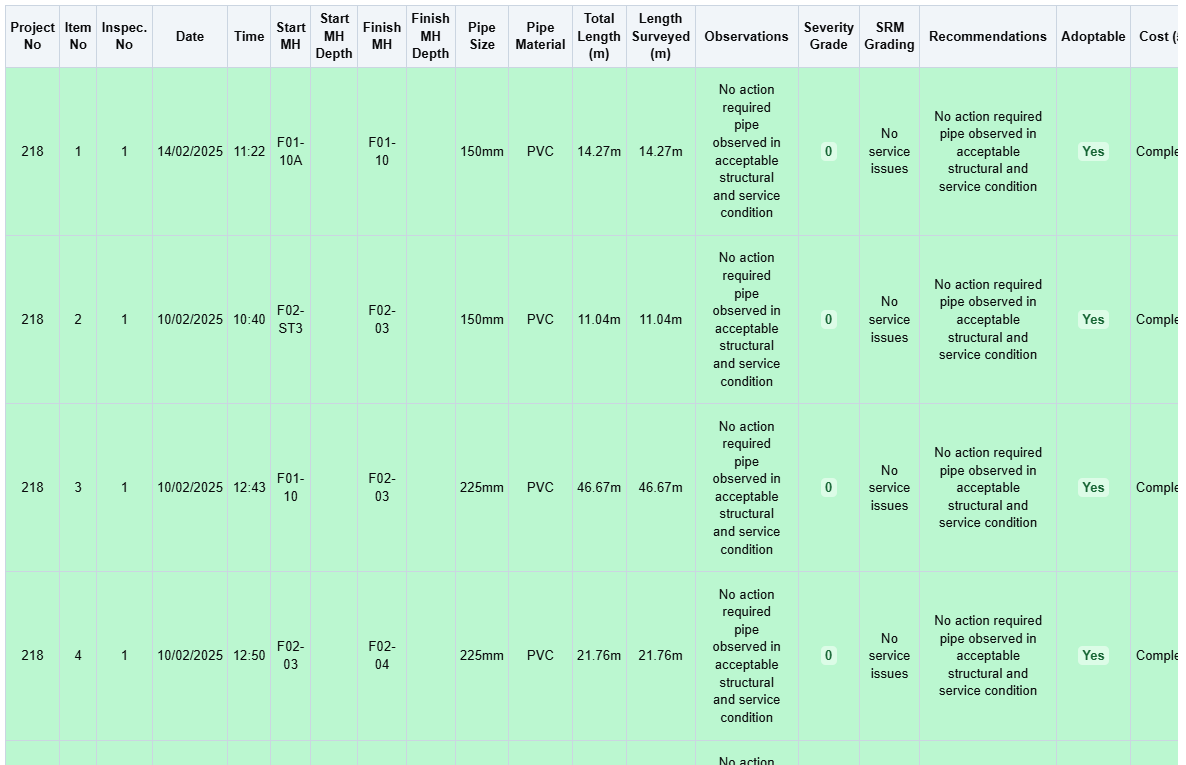 Project No Item No Inspec. No Date Time Start MH Start MH Depth Finish MH Finish MH Depth Pipe Size Pipe Material Total Length (m) Length Surveyed (m) Observations Severity Grade SRM Grading Recommendations Adoptable Cost
218 1 1 14/02/2025 11:22 F01-10A F01-10 150mm PVC 14.27m 14.27m No action required pipe observed in acceptable structural and service condition 0 No service issues No action required pipe observed in acceptable structural and service condition Yes Comple
218 2 1 10/02/2025 10:40 F02-ST3 F02-03 150mm PVC 11.04m 11.04m No action required pipe observed in acceptable structural and service condition 0 No service issues No action required pipe observed in acceptable structural and service condition Yes Comple
218 3 1 10/02/2025 12:43 F01-10 F02-03 225mm PVC 46.67m 46.67m No action required pipe observed in acceptable structural and service condition 0 No service issues No action required pipe observed in acceptable structural and service condition Yes Comple
218 4 1 10/02/2025 12:50 F02-03 F02-04 225mm PVC 21.76m 21.76m No action required pipe observed in acceptable structural and service condition 0 No service issues No action required pipe observed in acceptable structural and service condition Yes Comple
No action